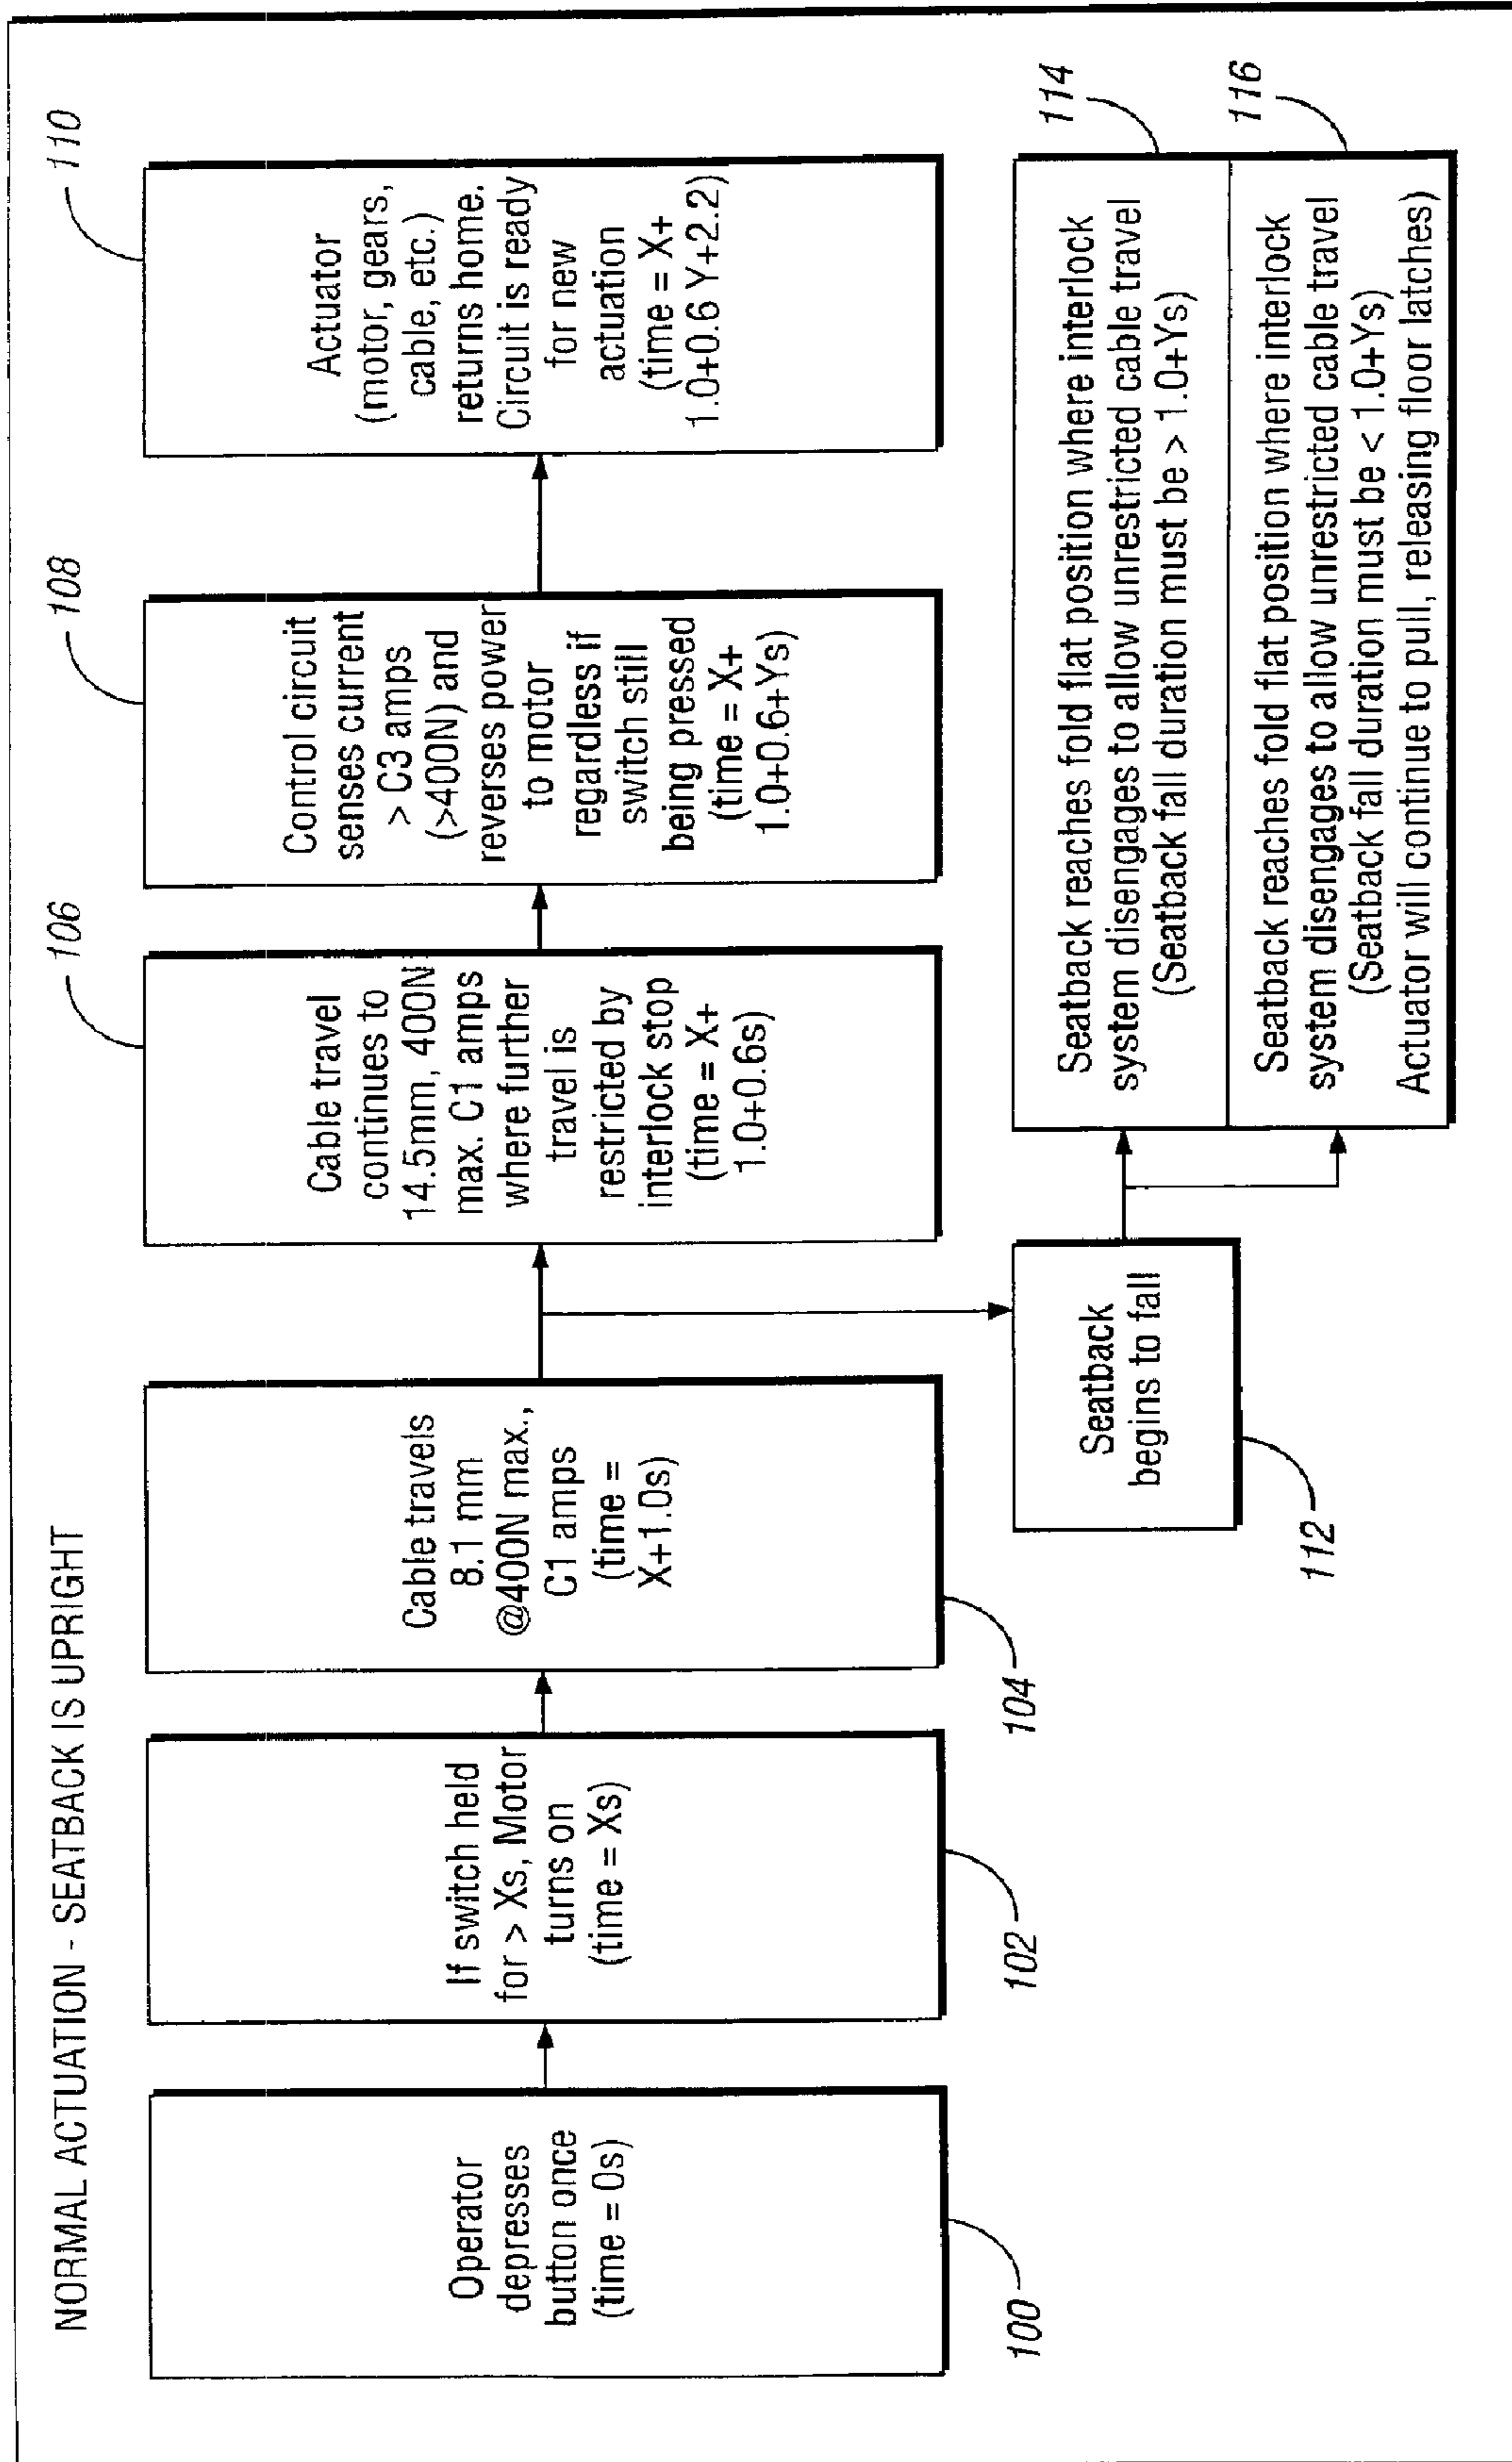 NORMAL ACTUATION - SEATBACK IS UPRIGHT
Operator
depresses
button once
(time = 0s)
100
If switch held
for > Xs, Motor
turns on
(time = Xs)
102
Cable travels
8.1 mm
@400N max.,
C1 amps
(time =
X+1.0s)
104
Cable travel
continues to
14.5mm, 400N
max. C1 amps
where further
travel is
restricted by
interlock stop
(time = X+
1.0+0.6s)
106
Control circuit
senses current
> C3 amps
(>400N) and
reverses power
to motor
regardless if
switch still
being pressed
(time = X+
1.0+0.6+Ys)
108
Actuator
(motor, gears,
cable, etc.)
returns home.
Circuit is ready
for new
actuation
(time = X+
1.0+0.6 Y+2.2)
110
Seatback
begins to fall
112
Seatback reaches fold flat position where interlock
system disengages to allow unrestricted cable travel
(Seatback fall duration must be > 1.0+Ys)
114
Seatback reaches fold flat position where interlock
system disengages to allow unrestricted cable travel
(Seatback fall duration must be < 1.0+Ys)
Actuator will continue to pull, releasing floor latches)
116